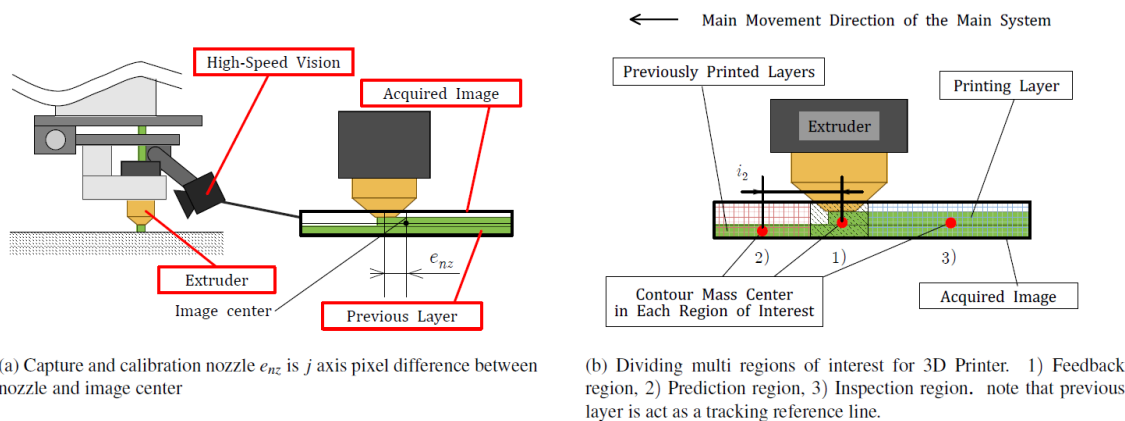 High-Speed Vision
Acquired Image
Extruder
Image center
e_{nz}
Previous Layer
(a) Capture and calibration nozzle e_{nz} is j axis pixel difference between
nozzle and image center
Main Movement Direction of the Main System
Previously Printed Layers
Printing Layer
Extruder
i_2
2)
1)
3)
Contour Mass Center
in Each Region of Interest
Acquired Image
(b) Dividing multi regions of interest for 3D Printer. 1) Feedback
region, 2) Prediction region, 3) Inspection region. note that previous
layer is act as a tracking reference line.